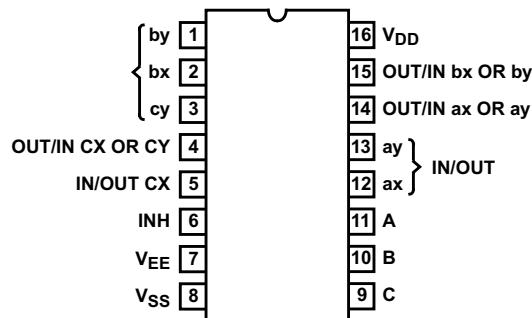 by 1 16 VDD
bx 2 15 OUT/IN bx OR by
cy 3 14 OUT/IN ax OR ay
OUT/IN CX OR CY 4 13 ay
IN/OUT
IN/OUT CX 5 12 ax
INH 6 11 A
VEE 7 10 B
VSS 8 9 C